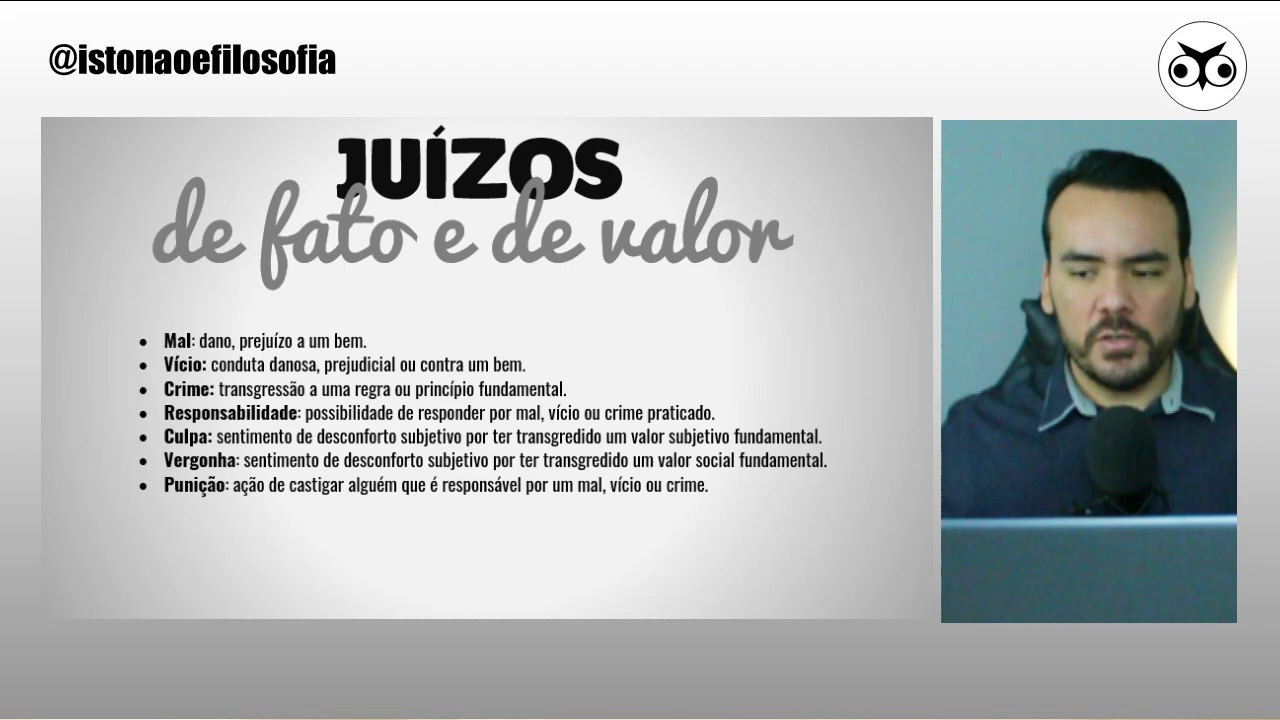 @istonaoefilosofia
JUÍZOS
de fato e de valor
• Mal: dano, prejuízo a um bem.
• Vício: conduta danosa, prejudicial ou contra um bem.
• Crime: transgressão a uma regra ou princípio fundamental.
• Responsabilidade: possibilidade de responder por mal, vício ou crime praticado.
• Culpa: sentimento de desconforto subjetivo por ter transgredido um valor subjetivo fundamental.
• Vergonha: sentimento de desconforto subjetivo por ter transgredido um valor social fundamental.
• Punição: ação de castigar alguém que é responsável por um mal, vício ou crime.